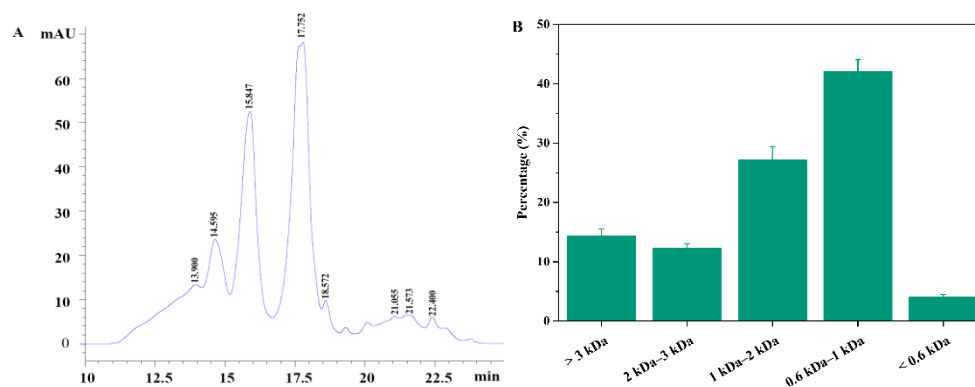 A
mAU
60
50
40
30
20
10
0
13.900
14.595
15.847
17.752
18.572
21.055
21.573
22.400
10
12.5
15
17.5
20
22.5
min
B
Percentage (%)
50
40
30
20
10
0
> 3 kDa
2 kDa–3 kDa
1 kDa–2 kDa
0.6 kDa–1 kDa
< 0.6 kDa